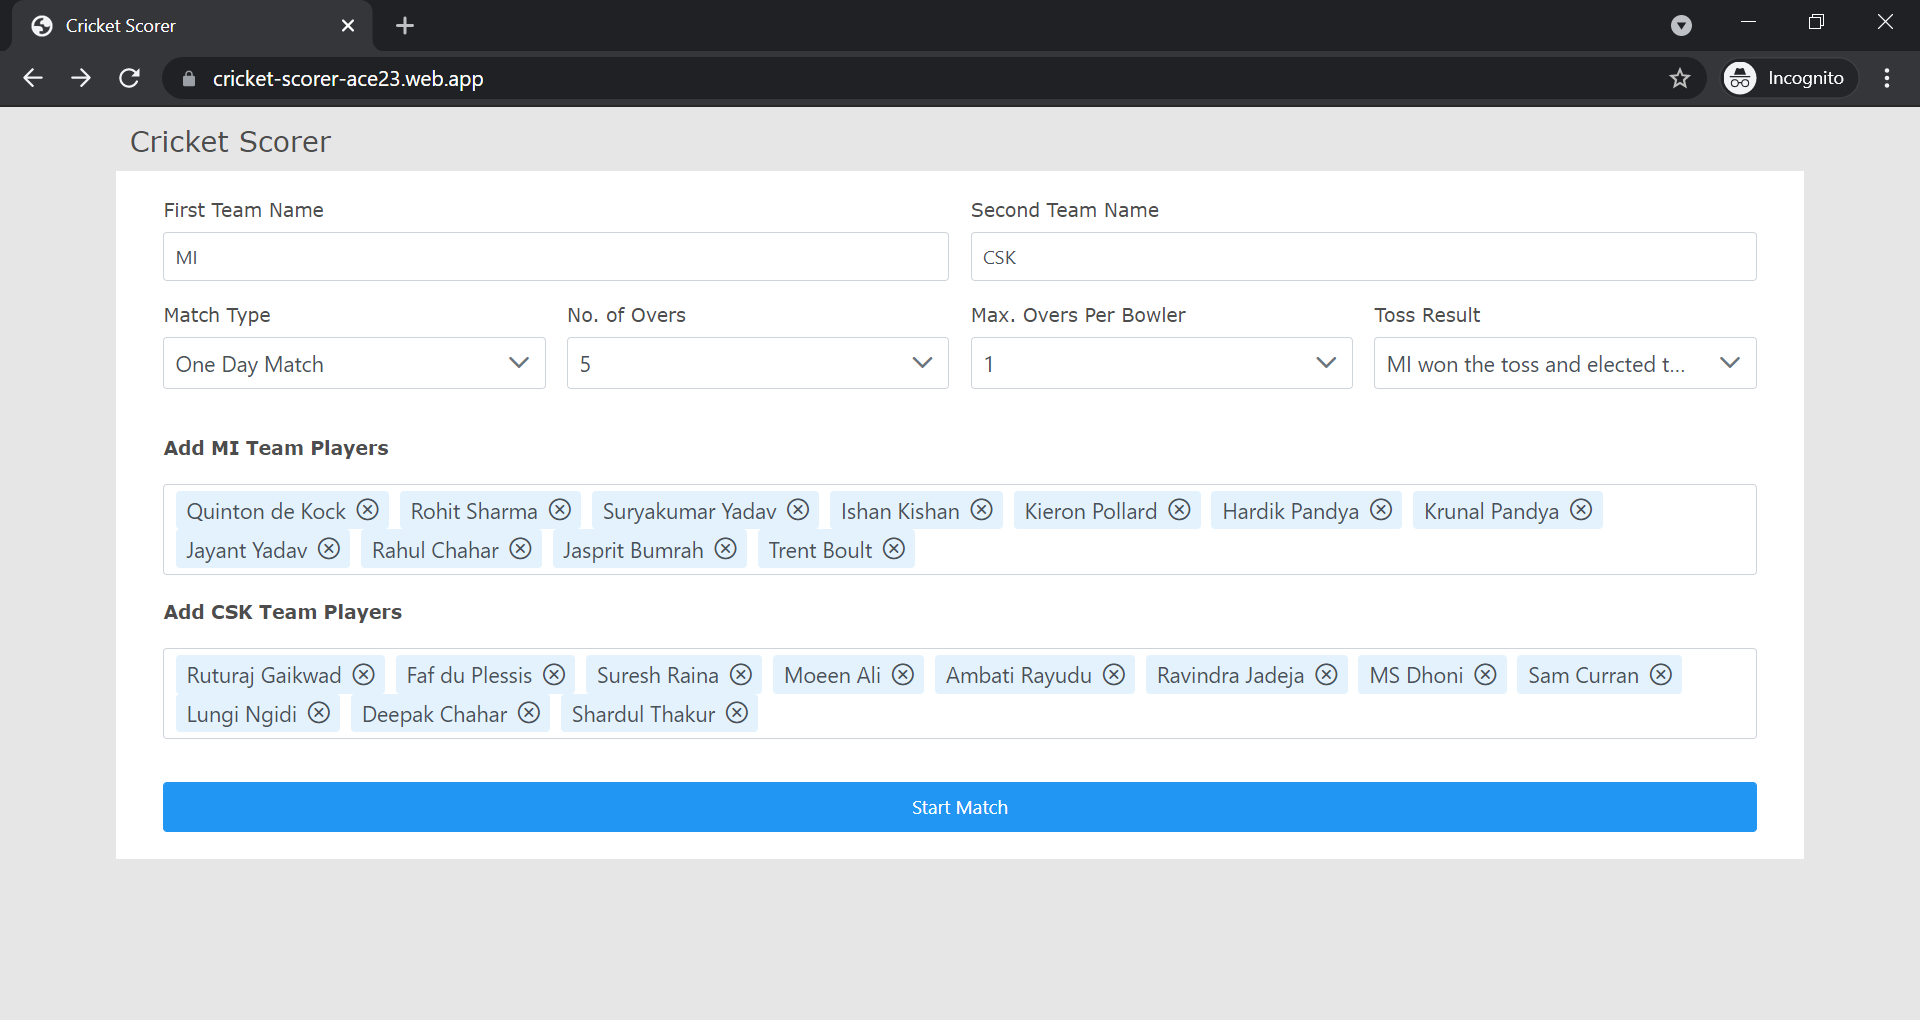 Cricket Scorer
cricket-scorer-ace23.web.app
Incognito
Cricket Scorer
First Team Name
Second Team Name
MI
CSK
Match Type
No. of Overs
Max. Overs Per Bowler
Toss Result
One Day Match
5
1
MI won the toss and elected t...
Add MI Team Players
Quinton de Kock Rohit Sharma Suryakumar Yadav Ishan Kishan Kieron Pollard Hardik Pandya Krunal Pandya
Jayant Yadav Rahul Chahar Jasprit Bumrah Trent Boult
Add CSK Team Players
Ruturaj Gaikwad Faf du Plessis Suresh Raina Moeen Ali Ambati Rayudu Ravindra Jadeja MS Dhoni Sam Curran
Lungi Ngidi Deepak Chahar Shardul Thakur
Start Match